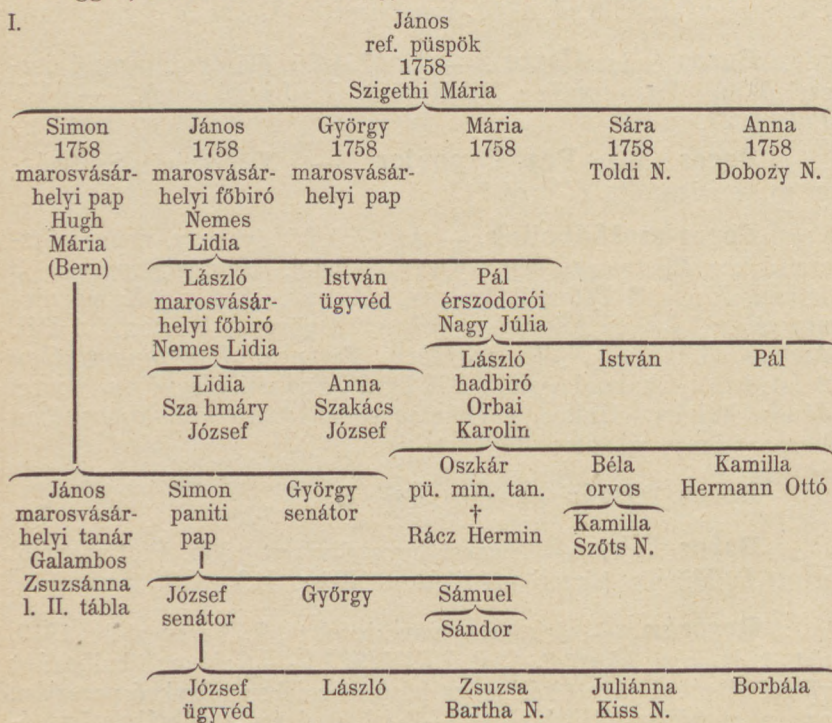 I.
János
ref. püspök
1758
Szigethi Mária
Simon János György Mária Sára Anna
1758 1758 1758 1758 1758 1758
marosvásár- marosvásár- marosvásár- Toldi N. Dobozy N.
helyi pap helyi főbiró helyi pap
Hugh Nemes
Mária Lidia
(Bern)
László István Pál
marosvásár- ügyvéd érszodorói
helyi főbiró Nagy Júlia
Nemes Lidia
László István Pál
Lidia Anna hadbiró
Sza hmáry Szakács Orbai
József József Karolin
Oszkár Béla Kamilla
János Simon György pü. min. tan. orvos Hermann Ottó
marosvásár- paniti senátor †
helyi tanár pap Rácz Hermin
Kamilla
Szőts N.
Galambos
Zsuzsánna
l. II. tábla
József Győrgy Sámuel
senátor
Sándor
József László Zsuzsa Juliánna Borbála
ügyvéd Bartha N. Kiss N.